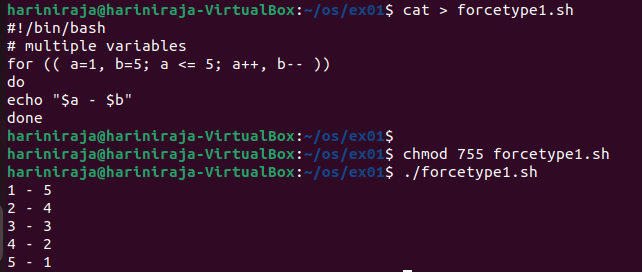 hariniraja@hariniraja-VirtualBox:~/os/ex01$ cat > forcetype1.sh
#!/bin/bash
# multiple variables
for (( a=1, b=5; a <= 5; a++, b-- ))
do
echo "$a - $b"
done
hariniraja@hariniraja-VirtualBox:~/os/ex01$
hariniraja@hariniraja-VirtualBox:~/os/ex01$ chmod 755 forcetype1.sh
hariniraja@hariniraja-VirtualBox:~/os/ex01$ ./forcetype1.sh
1 - 5
2 - 4
3 - 3
4 - 2
5 - 1